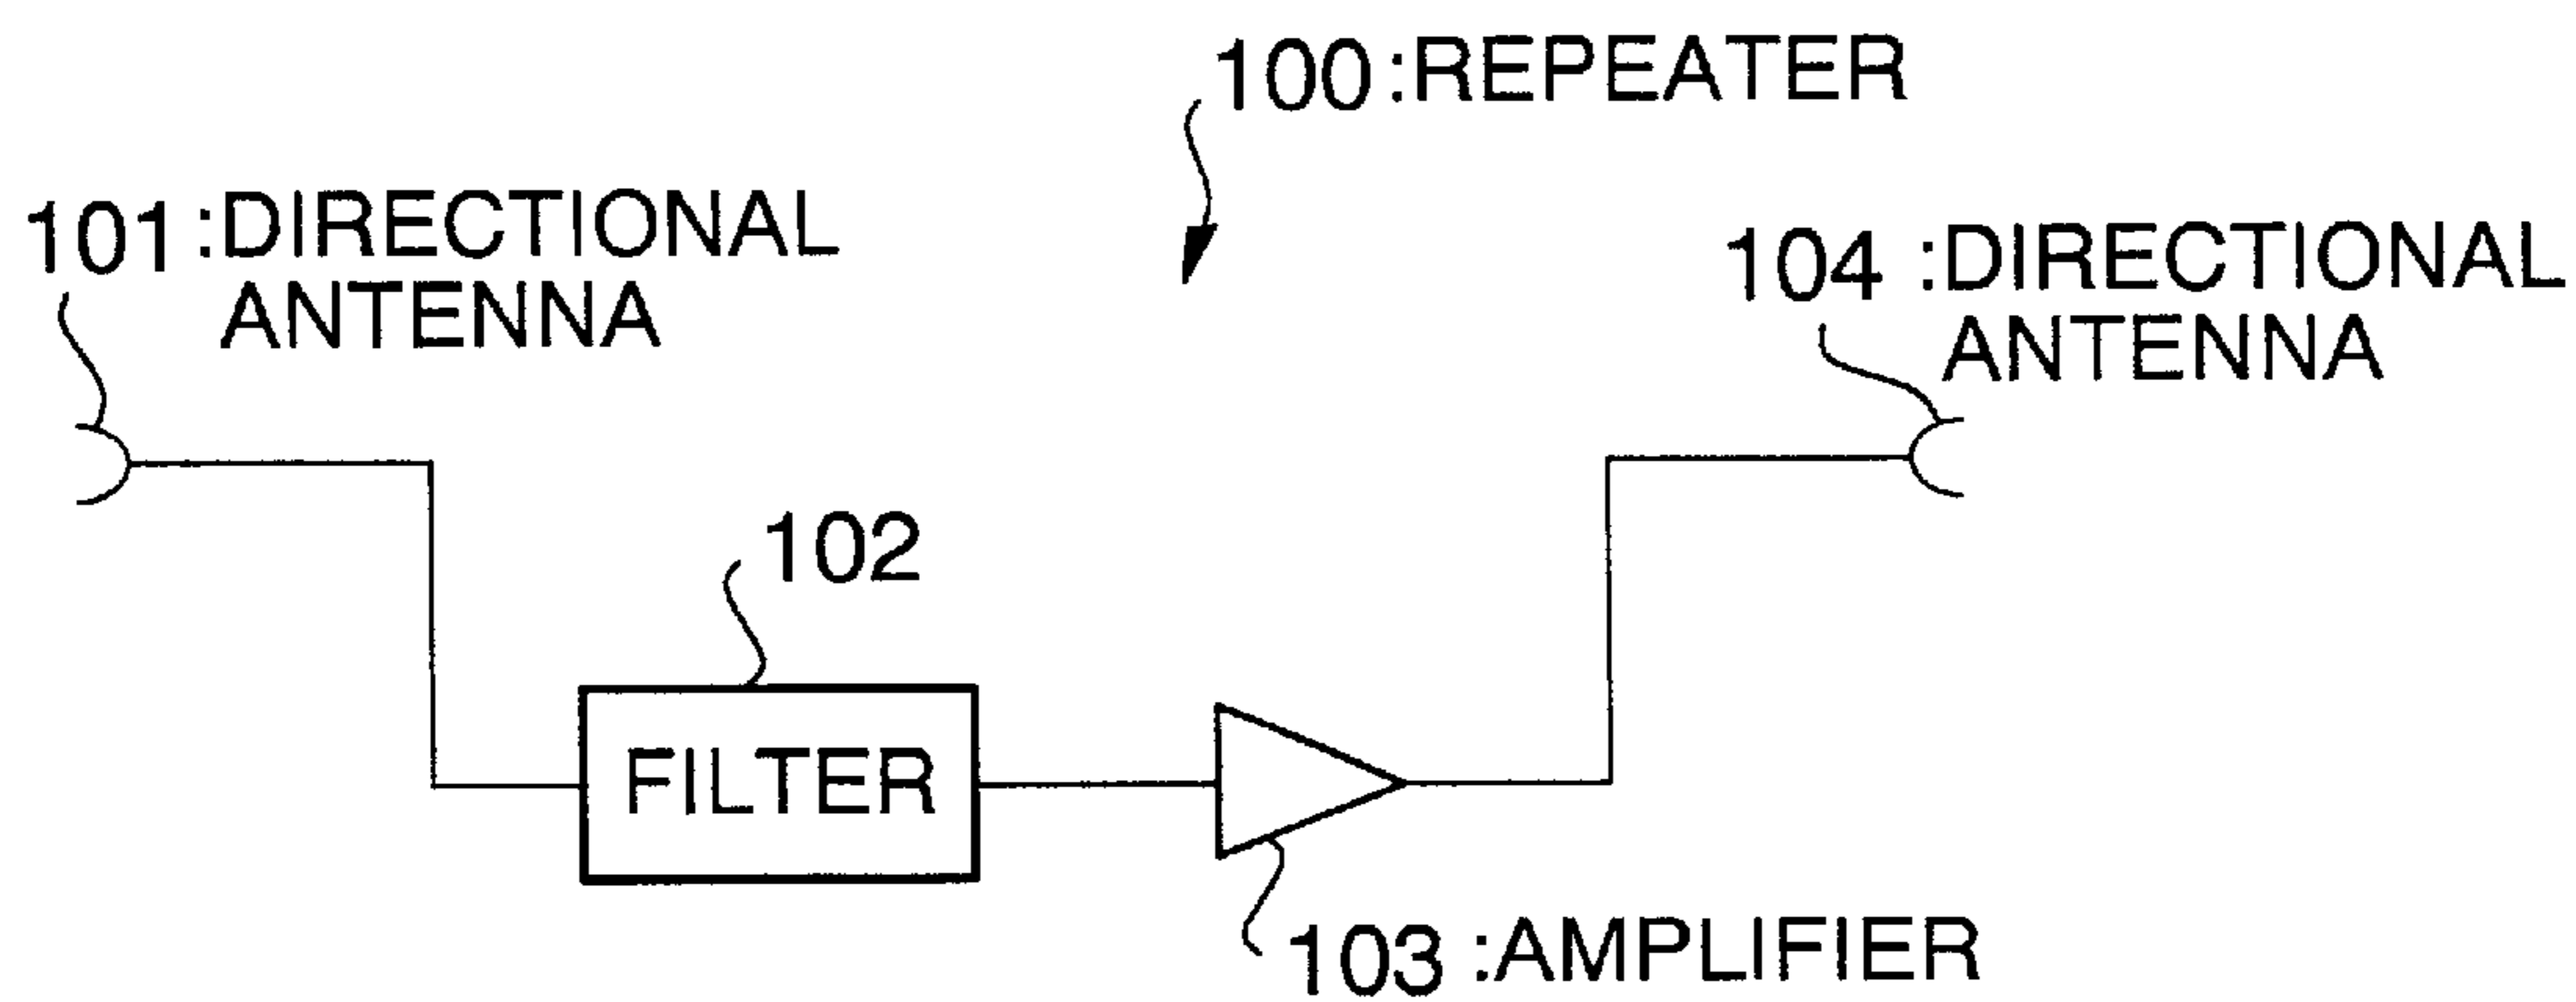 100 :REPEATER
101 :DIRECTIONAL
ANTENNA
104 :DIRECTIONAL
ANTENNA
102
FILTER
103 :AMPLIFIER